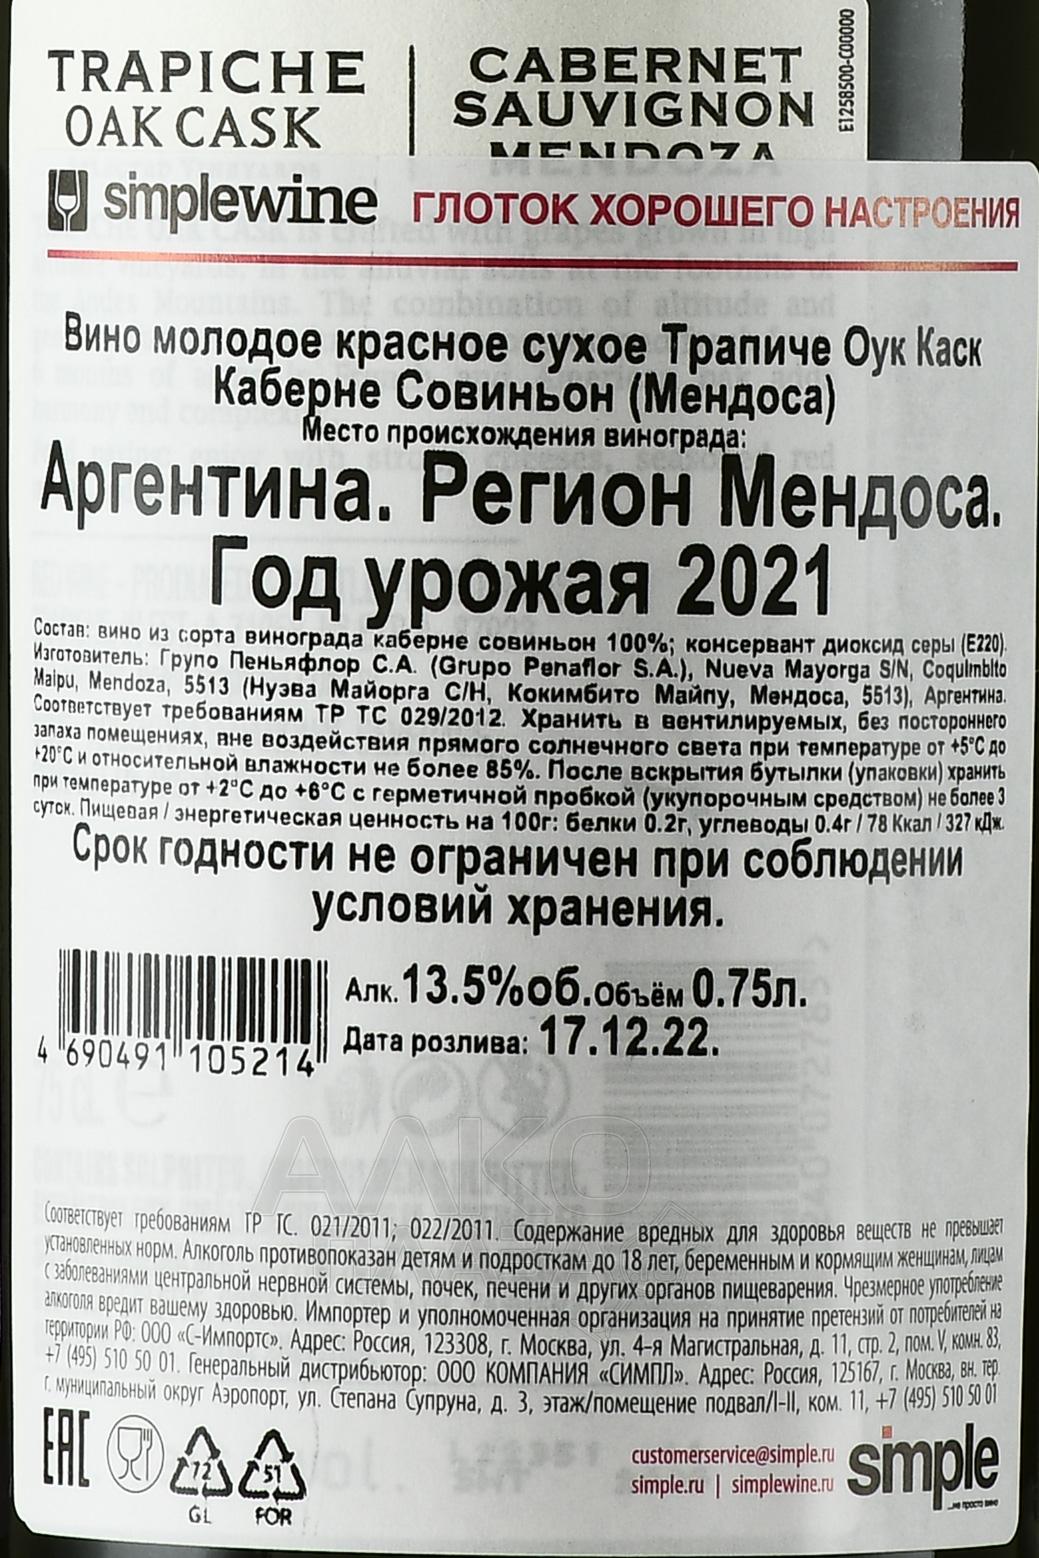 TRAPICHE
OAK CASK
CABERNET
SAUVIGNON
MENDOZA
E1258500-C00000
simplewine
ГЛОТОК ХОРОШЕГО НАСТРОЕНИЯ
Вино молодое красное сухое Трапиче Оук Каск
Каберне Совиньон (Мендоса)
Место происхождения винограда:
Аргентина. Регион Мендоса.
Год урожая 2021
Состав: вино из сорта винограда каберне совиньон 100%; консервант диоксид серы (E220).
Изготовитель: Групо Пеньяфлор С.А. (Grupo Penaflor S.A.), Nueva Mayorga S/N, Coquimbito
Maipu, Mendoza, 5513 (Нуэва Майорга С/Н, Кокимбито Майпу, Мендоса, 5513), Аргентина.
Соответствует требованиям ТР ТС 029/2012. Хранить в вентилируемых, без постороннего
запаха помещениях, вне воздействия прямого солнечного света при температуре от +5°С до
+20°С и относительной влажности не более 85%. После вскрытия бутылки (упаковки) хранить
при температуре от +2°С до +6°С с герметичной пробкой (укупорочным средством) не более 3
суток. Пищевая / энергетическая ценность на 100г: белки 0.2г, углеводы 0.4г / 78 Ккал / 327 кДж.
Срок годности не ограничен при соблюдении
условий хранения.
Алк. 13.5%об. Объём 0.75л.
Дата розлива: 17.12.22.
4 690491 105214
АЛКО
Соответствует требованиям ТР ТС. 021/2011; 022/2011. Содержание вредных для здоровья веществ не превышает
установленных норм. Алкоголь противопоказан детям и подросткам до 18 лет, беременным и кормящим женщинам, лицам
с заболеваниями центральной нервной системы, почек, печени и других органов пищеварения. Чрезмерное употребление
алкоголя вредит вашему здоровью. Импортер и уполномоченная организация на принятие претензий от потребителей на
территории РФ: ООО «С-Импортс». Адрес: Россия, 123308, г. Москва, ул. 4-я Магистральная, д. 11, стр. 2, пом. V, комн. 83,
+7 (495) 510 50 01. Генеральный дистрибьютор: ООО КОМПАНИЯ «СИМПЛ». Адрес: Россия, 125167, г. Москва, вн. тер.
г. муниципальный округ Аэропорт, ул. Степана Супруна, д. 3, этаж/помещение подвал/I-II, ком. 11, +7 (495) 510 50 01
EAC
72
GL
51
FOR
customerservice@simple.ru
simple.ru | simplewine.ru
simple
...не просто вино